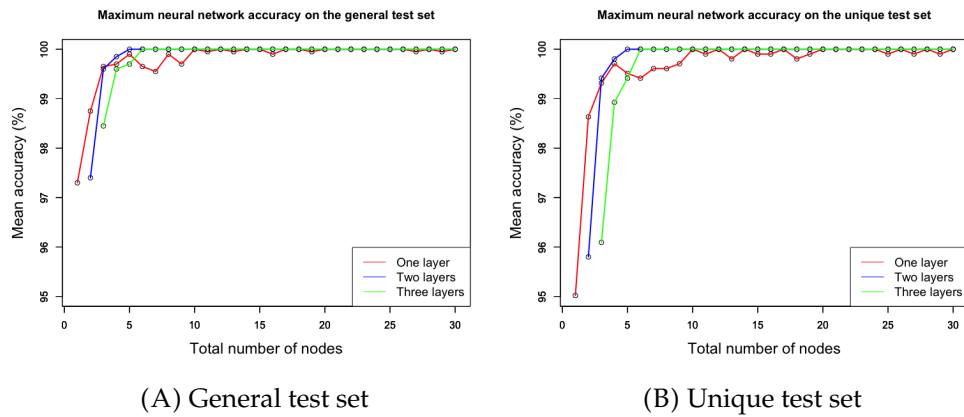 Maximum neural network accuracy on the general test set
Mean accuracy (%)
100
99
98
97
96
95
One layer
Two layers
Three layers
0 5 10 15 20 25 30
Total number of nodes
(A) General test set
Maximum neural network accuracy on the unique test set
Mean accuracy (%)
100
99
98
97
96
95
One layer
Two layers
Three layers
0 5 10 15 20 25 30
Total number of nodes
(B) Unique test set